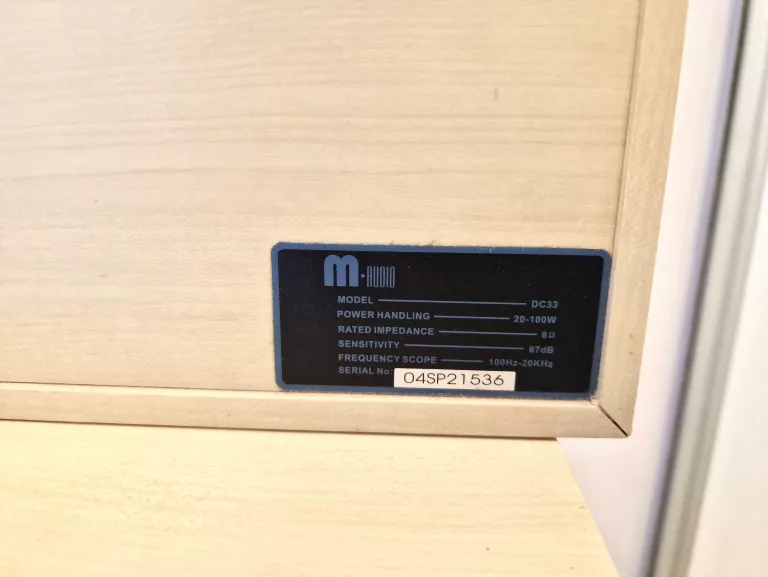 m·AUDIO
MODEL DC33
POWER HANDLING 20-100W
RATED IMPEDANCE 8Ω
SENSITIVITY 87dB
FREQUENCY SCOPE 100Hz-20KHz
SERIAL No: 04SP21536